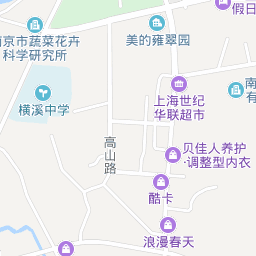 假日
南京市蔬菜花卉
科学研究所
美的雍翠园
上海世纪
华联超市
南
有
横溪中学
高山路
贝佳人养护
·调整型内衣
酷卡
浪漫春天